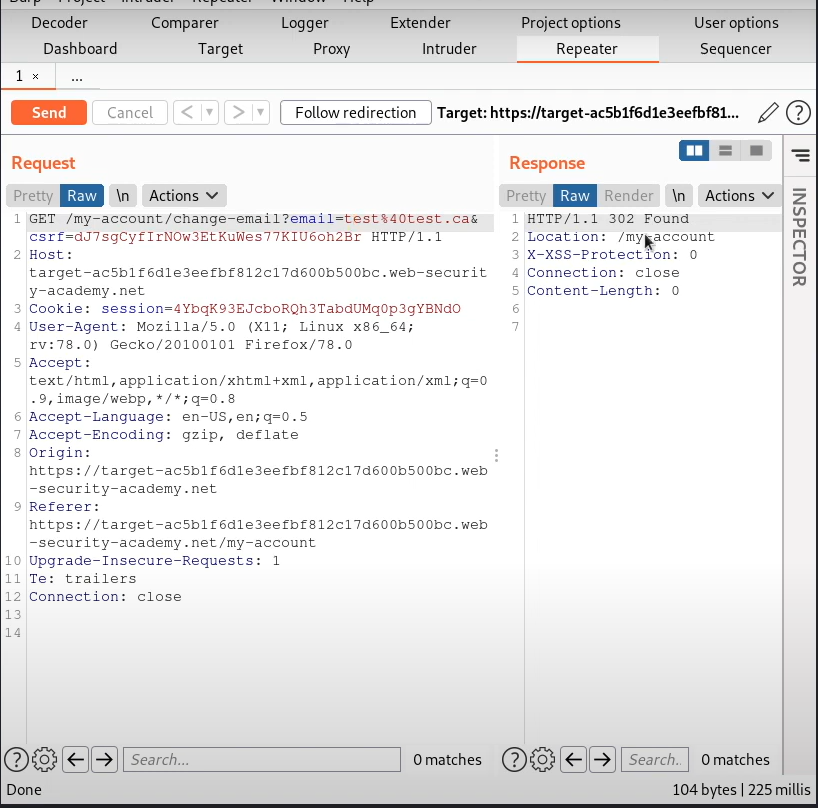 Burp Project Intruder Repeater Window Help
Decoder Comparer Logger Extender Project options User options
Dashboard Target Proxy Intruder Repeater Sequencer
1 × ...
Send Cancel < > Follow redirection Target: https://target-ac5b1f6d1e3eefbf81...
Request
Pretty Raw \n Actions
1 GET /my-account/change-email?email=test%40test.ca&
csrf=dJ7sgCyfIrNOw3EtKuWes77KIU6oh2Br HTTP/1.1
2 Host:
target-ac5b1f6d1e3eefbf812c17d600b500bc.web-securit
y-academy.net
3 Cookie: session=4YbqK93EJcboRQh3TabdUMq0p3gYBNdO
4 User-Agent: Mozilla/5.0 (X11; Linux x86_64;
rv:78.0) Gecko/20100101 Firefox/78.0
5 Accept:
text/html,application/xhtml+xml,application/xml;q=0
.9,image/webp,*/*;q=0.8
6 Accept-Language: en-US,en;q=0.5
7 Accept-Encoding: gzip, deflate
8 Origin:
https://target-ac5b1f6d1e3eefbf812c17d600b500bc.web
-security-academy.net
9 Referer:
https://target-ac5b1f6d1e3eefbf812c17d600b500bc.web
-security-academy.net/my-account
10 Upgrade-Insecure-Requests: 1
11 Te: trailers
12 Connection: close
13
14
Search... 0 matches
Response
Pretty Raw Render \n Actions
1 HTTP/1.1 302 Found
2 Location: /my-account
3 X-XSS-Protection: 0
4 Connection: close
5 Content-Length: 0
6
7
Search.. 0 matches
INSPECTOR
Done
104 bytes | 225 millis